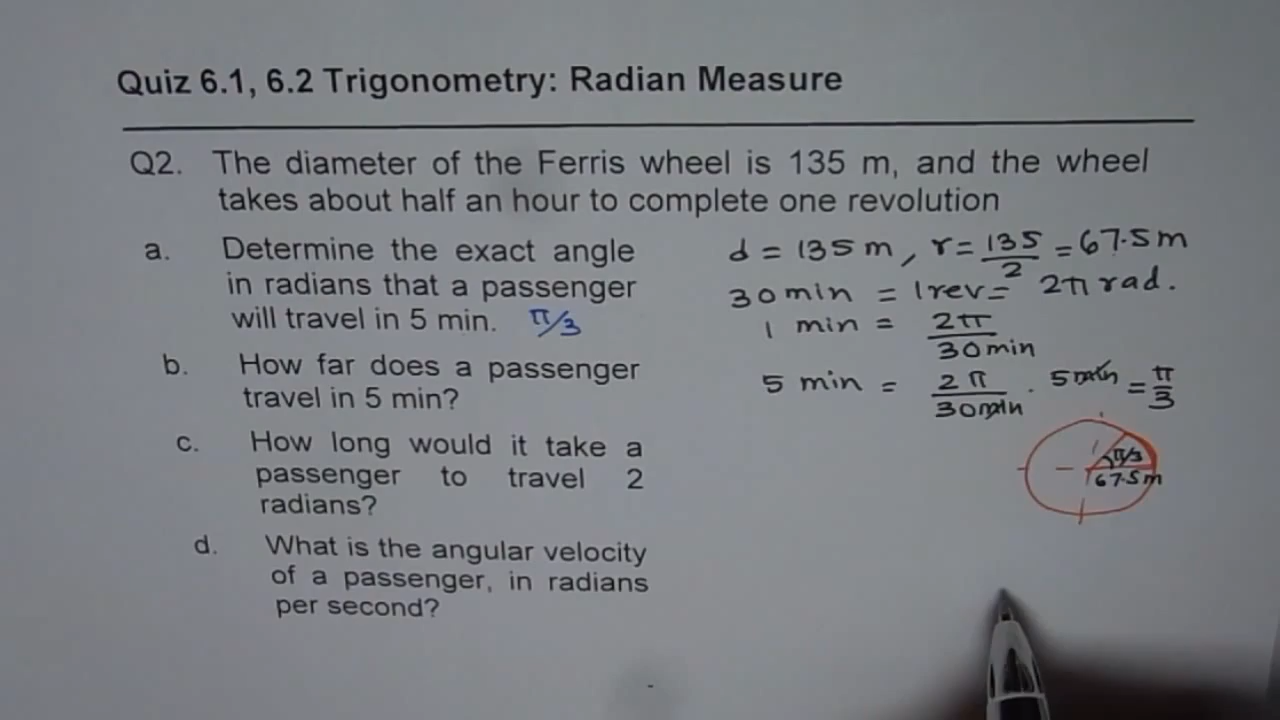 Quiz 6.1, 6.2 Trigonometry: Radian Measure
Q2. The diameter of the Ferris wheel is 135 m, and the wheel
takes about half an hour to complete one revolution
a. Determine the exact angle
in radians that a passenger
will travel in 5 min. π/3
b. How far does a passenger
travel in 5 min?
c. How long would it take a
passenger to travel 2
radians?
d. What is the angular velocity
of a passenger, in radians
per second?
d = 135 m, r = 135/2 = 67.5 m
30 min = 1 rev = 2π rad.
1 min = 2π/30 min
5 min = 2π/30 min · 5 min = π/3
π/3
67.5 m